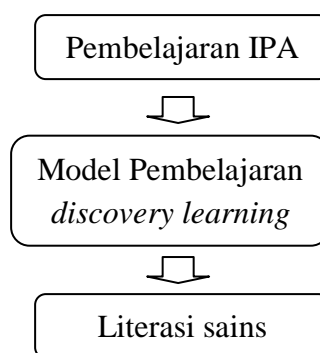 Pembelajaran IPA
Model Pembelajaran
discovery learning
Literasi sains